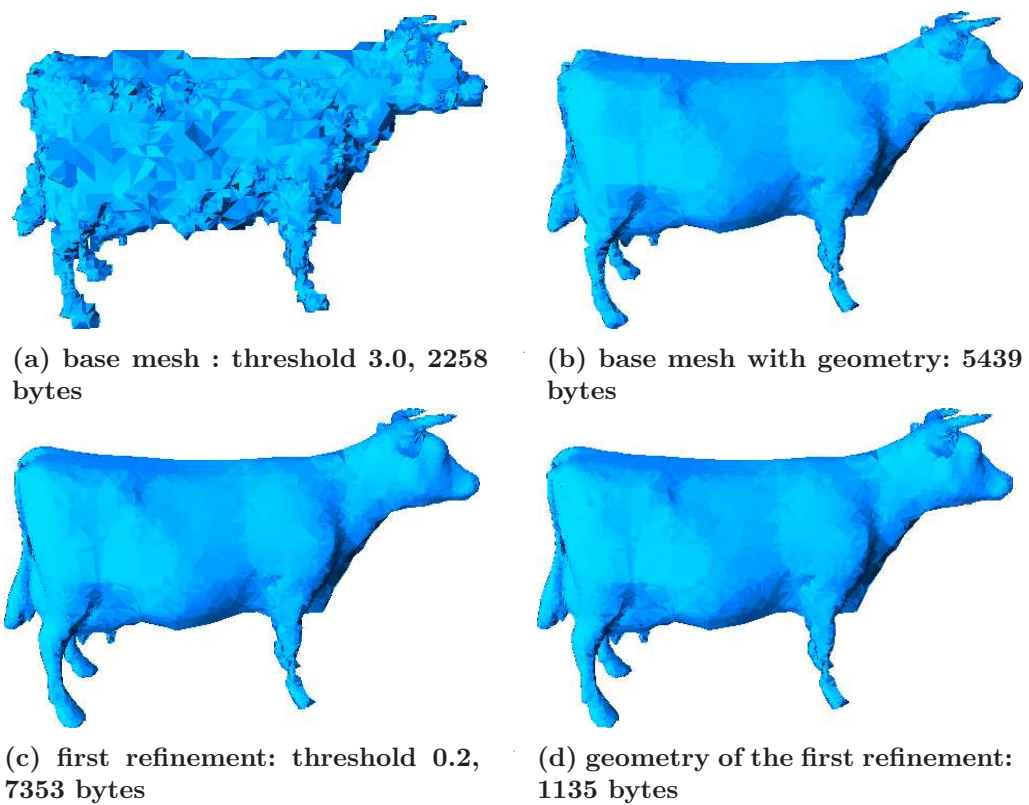 (a) base mesh : threshold 3.0, 2258
bytes
(b) base mesh with geometry: 5439
bytes
(c) first refinement: threshold 0.2,
7353 bytes
(d) geometry of the first refinement:
1135 bytes